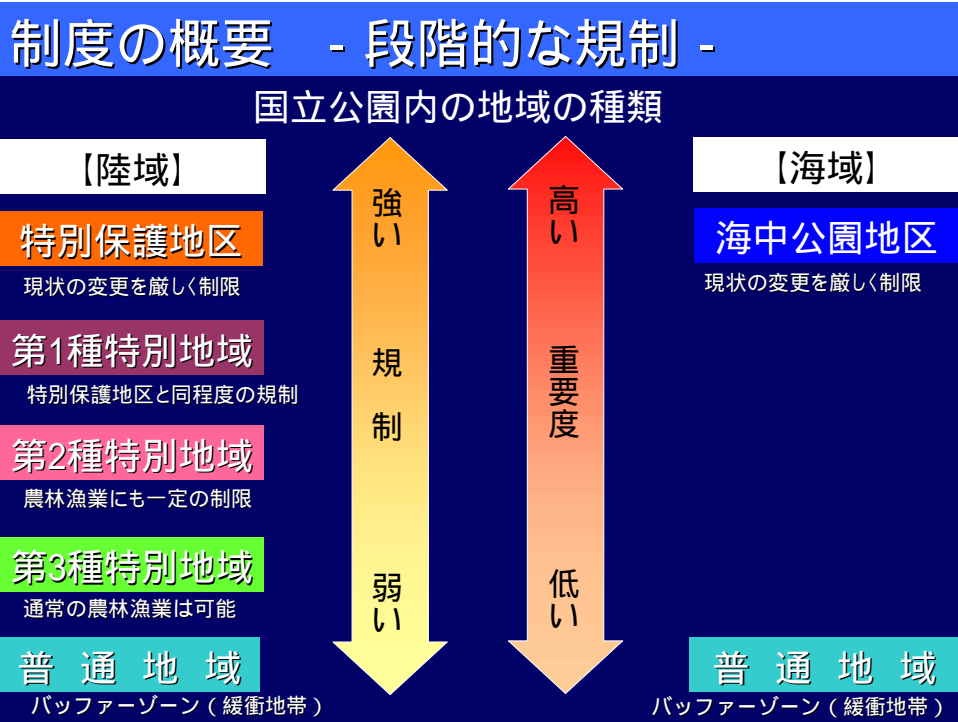 制度の概要 - 段階的な規制 -
国立公園内の地域の種類
【陸域】
特別保護地区
現状の変更を厳しく制限
第1種特別地域
特別保護地区と同程度の規制
第2種特別地域
農林漁業にも一定の制限
第3種特別地域
通常の農林漁業は可能
普通地域
バッファーゾーン(緩衝地帯)
強い
規制
弱い
高い
重要度
低い
【海域】
海中公園地区
現状の変更を厳しく制限
普通地域
バッファーゾーン(緩衝地帯)